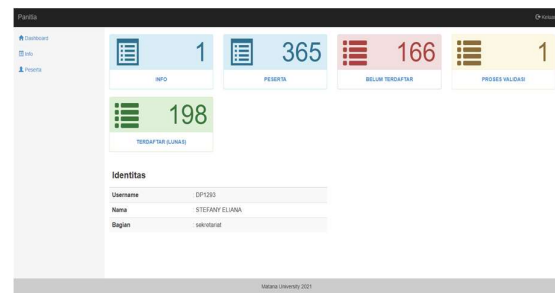 Panitia
Keluar
Dashboard
Info
Peserta
1
INFO
365
PESERTA
166
BELUM TERDAFTAR
1
PROSES VALIDASI
198
TERDAFTAR (LUNAS)
Identitas
Username DP1293
Nama STEFANY ELIANA
Bagian sekretariat
Matana University 2021